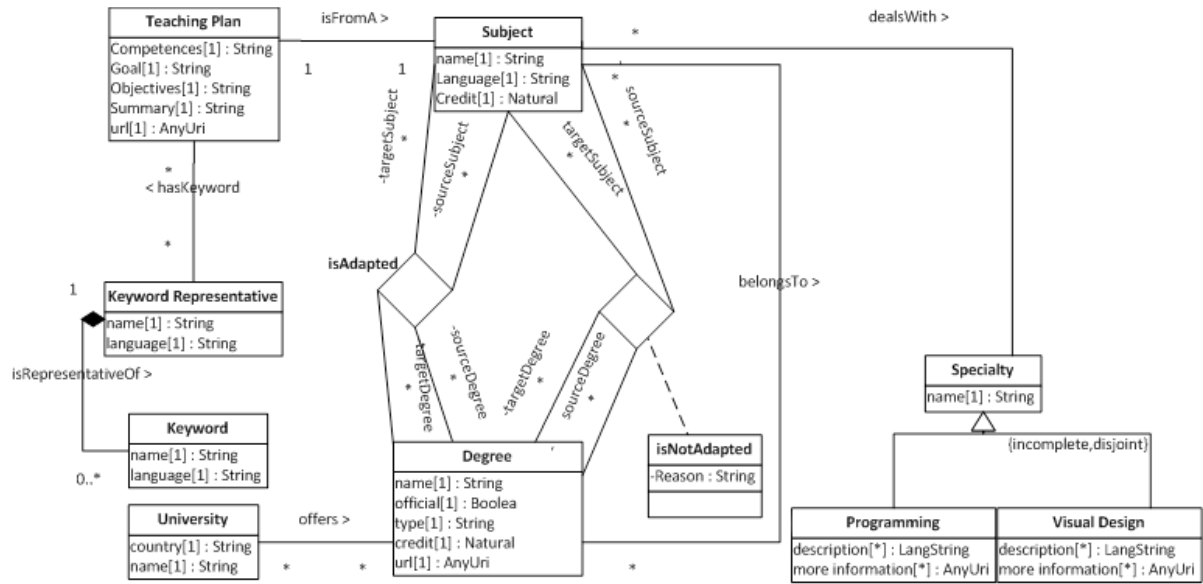 Teaching Plan
Competences[1] : String
Goal[1] : String
Objectives[1] : String
Summary[1] : String
url[1] : AnyUri
isFromA >
1
1
Subject
name[1] : String
Language[1] : String
Credit[1] : Natural
*
dealsWith >
*
-targetSubject
*
-sourceSubject
*
targetSubject
*
sourceSubject
*
*
< hasKeyword
*
isAdapted
belongsTo >
1
Keyword Representative
name[1] : String
language[1] : String
isRepresentativeOf >
0..*
Keyword
name[1] : String
language[1] : String
targetDegree
*
-sourceDegree
*
-targetDegree
*
sourceDegree
*
Specialty
name[1] : String
{incomplete,disjoint}
isNotAdapted
-Reason : String
Degree
name[1] : String
official[1] : Boolea
type[1] : String
credit[1] : Natural
url[1] : AnyUri
University
country[1] : String
name[1] : String
offers >
*
*
*
Programming
description[*] : LangString
more information[*] : AnyUri
Visual Design
description[*] : LangString
more information[*] : AnyUri